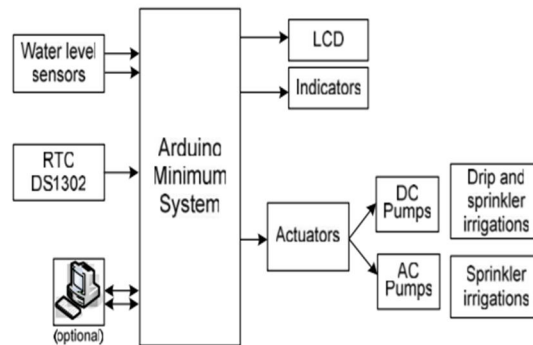 Water level
sensors
RTC
DS1302
(optional)
Arduino
Minimum
System
LCD
Indicators
Actuators
DC
Pumps
AC
Pumps
Drip and
sprinkler
irrigations
Sprinkler
irrigations